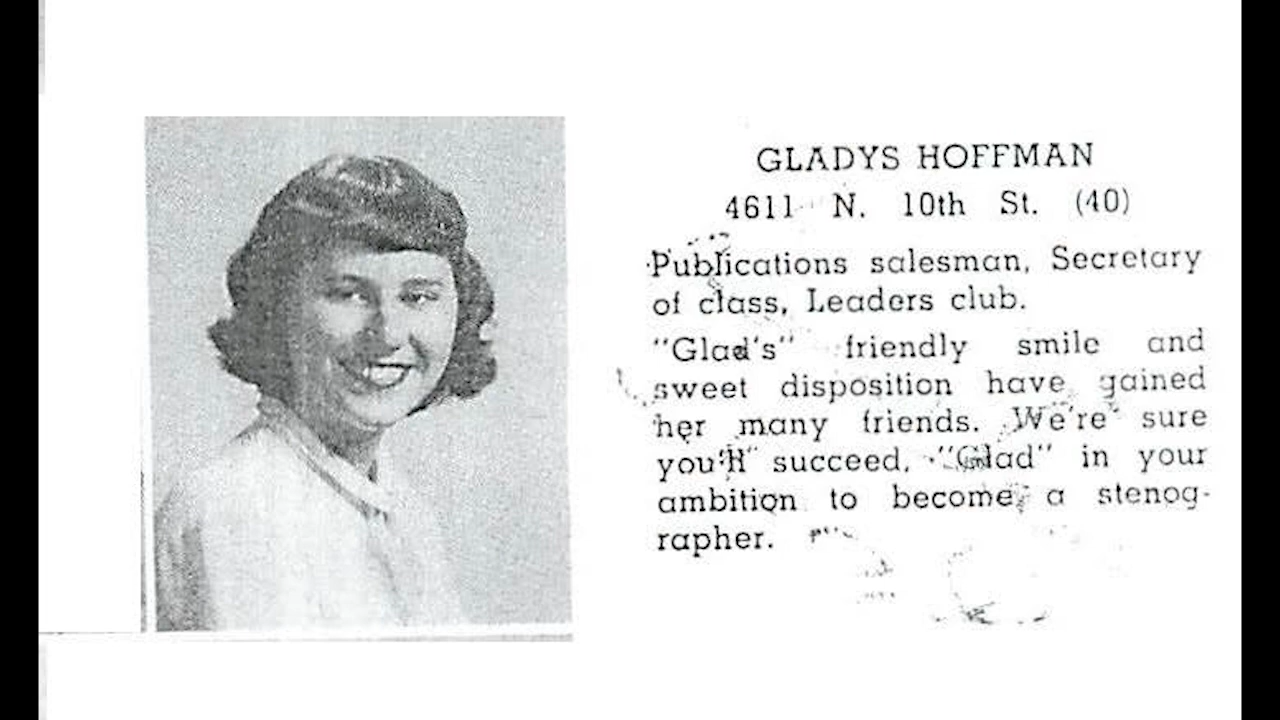 GLADYS HOFFMAN
4611 N. 10th St. (40)
Publications salesman, Secretary
of class, Leaders club.
"Glad's" friendly smile and
sweet disposition have gained
her many friends. We're sure
you'll succeed, "Glad" in your
ambition to become a stenog-
rapher.